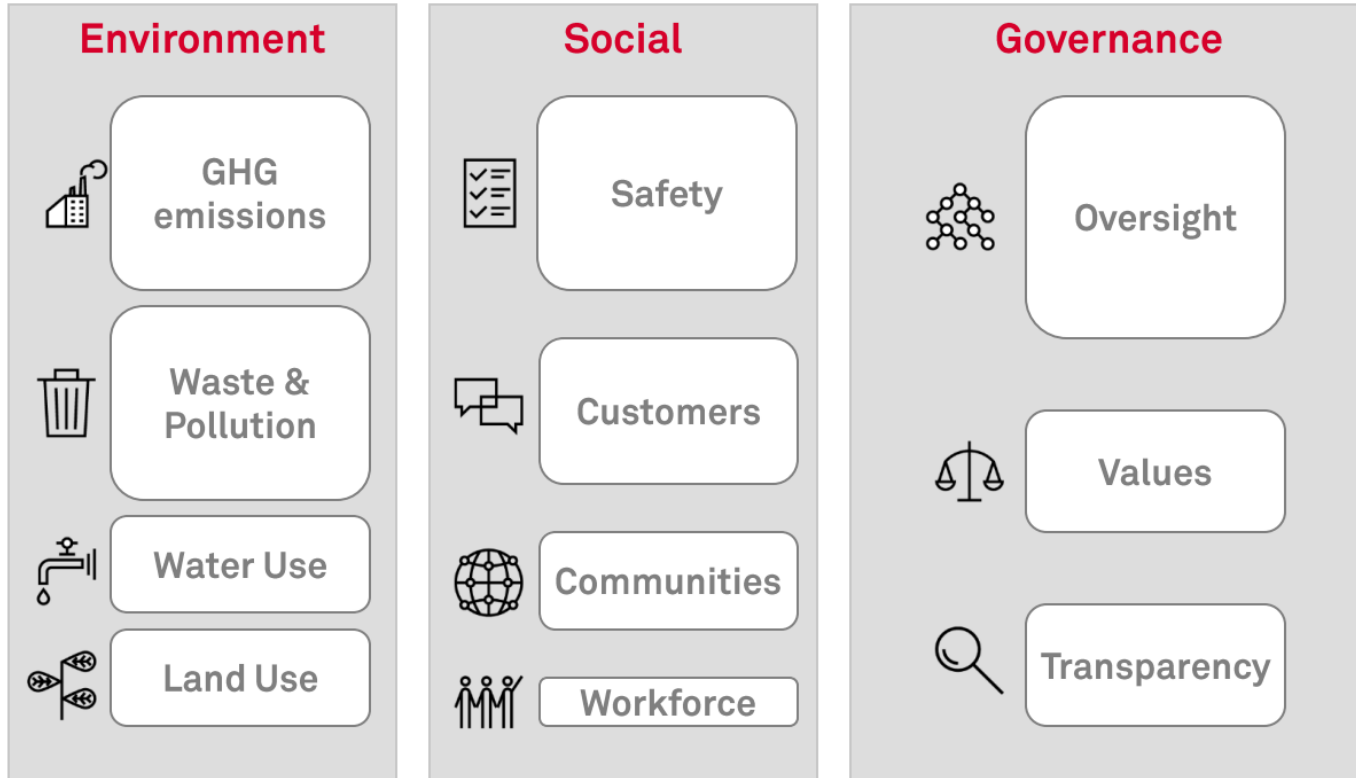 Environment
GHG
emissions
Waste &
Pollution
Water Use
Land Use
Social
Safety
Customers
Communities
Workforce
Governance
Oversight
Values
Transparency